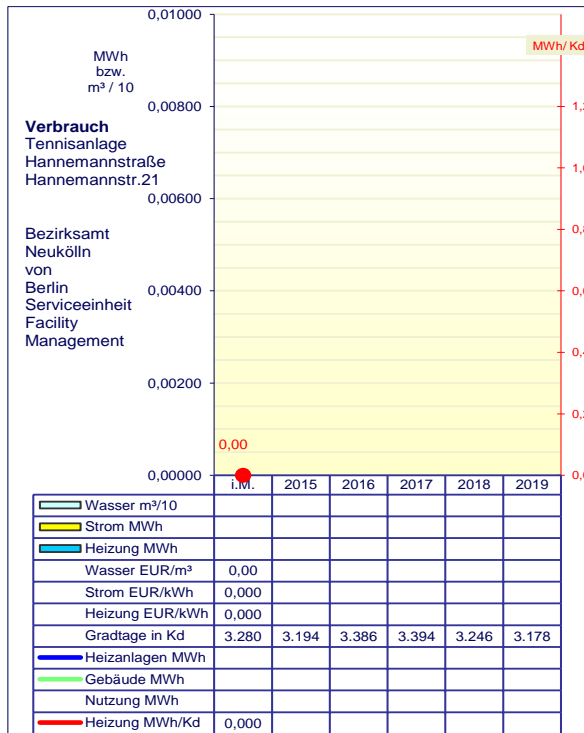 MWh
bzw.
m³ / 10
Verbrauch
Tennisanlage
Hannemannstraße
Hannemannstr.21
Bezirksamt
Neukölln
von
Berlin
Serviceeinheit
Facility
Management
0,01000
0,00800
0,00600
0,00400
0,00200
0,00000
MWh/Kd
0,00
i.M. 2015 2016 2017 2018 2019
Wasser m³/10
Strom MWh
Heizung MWh
Wasser EUR/m³ 0,00
Strom EUR/kWh 0,000
Heizung EUR/kWh 0,000
Gradtage in Kd 3.280 3.194 3.386 3.394 3.246 3.178
Heizanlagen MWh
Gebäude MWh
Nutzung MWh
Heizung MWh/Kd 0,000